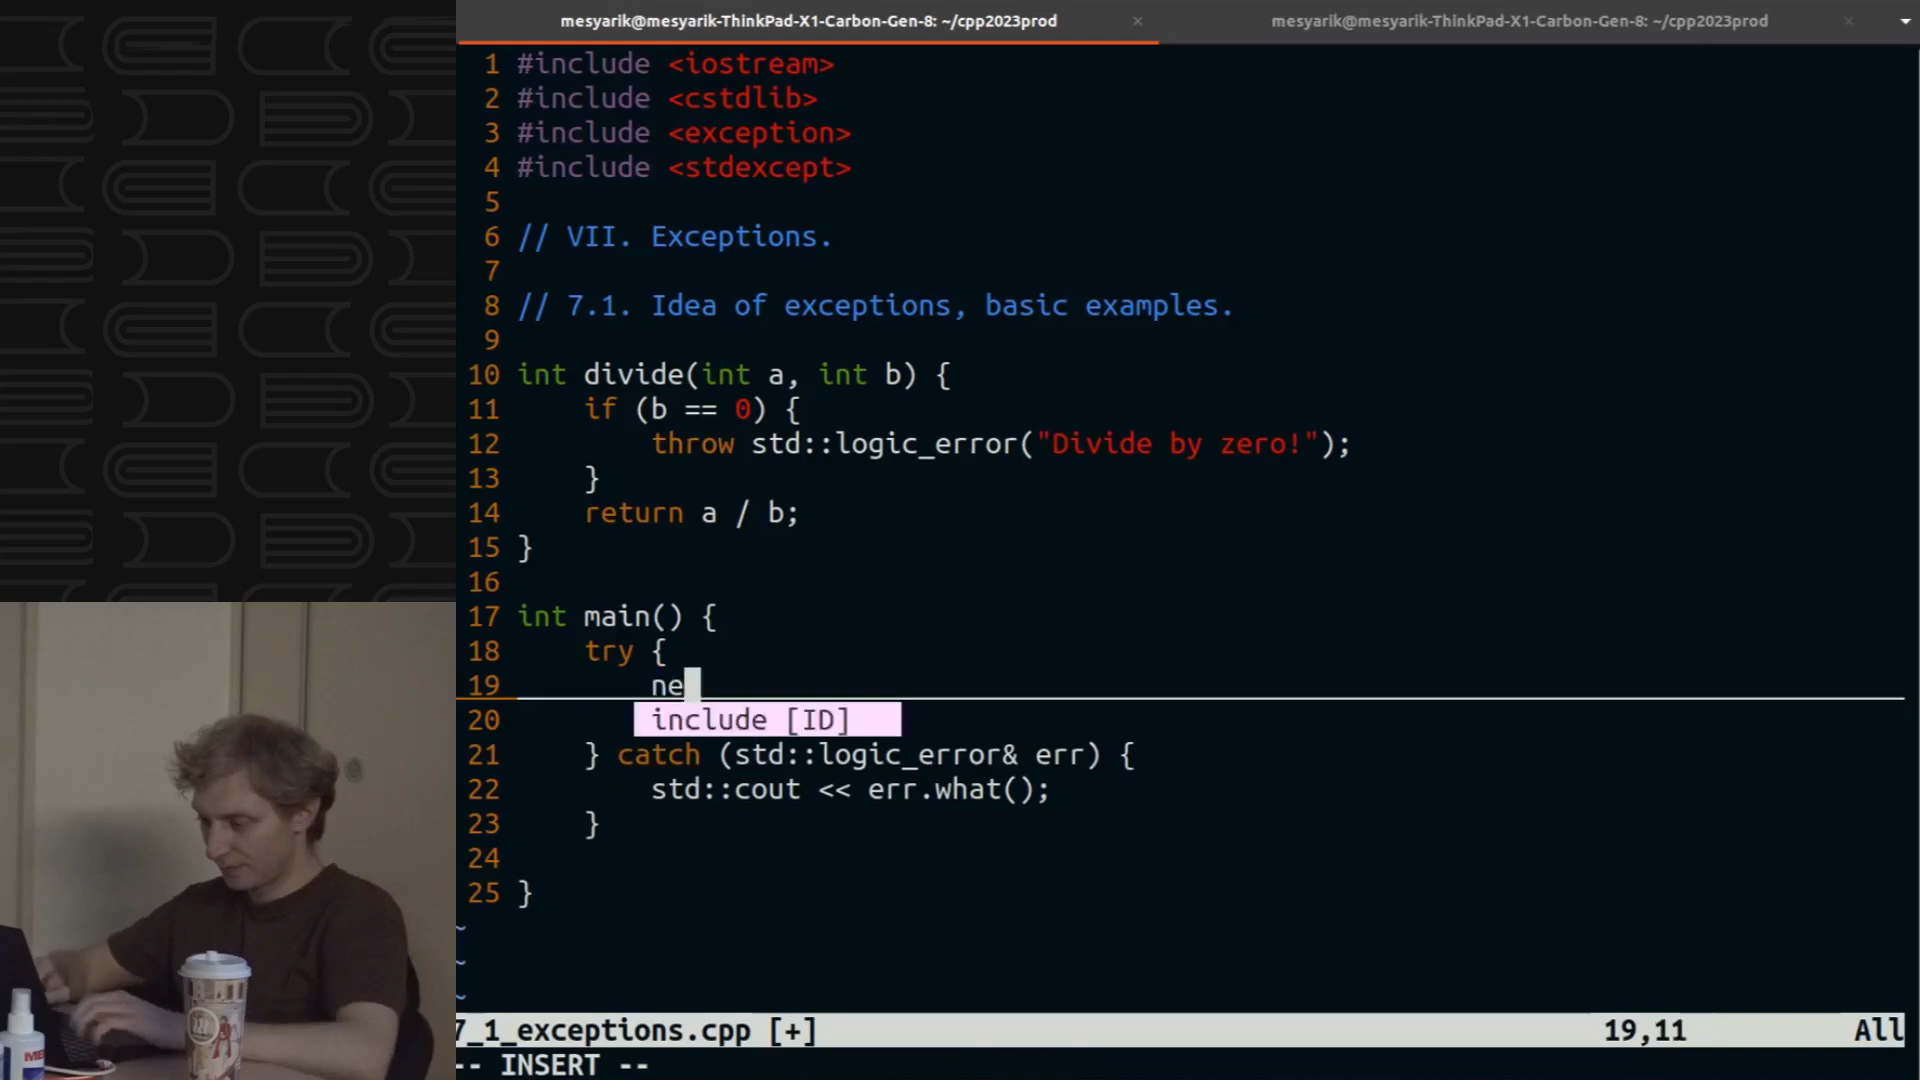 mesyarik@mesyarik-ThinkPad-X1-Carbon-Gen-8: ~/cpp2023prod × mesyarik@mesyarik-ThinkPad-X1-Carbon-Gen-8: ~/cpp2023prod ×
1 #include <iostream>
2 #include <cstdlib>
3 #include <exception>
4 #include <stdexcept>
5
6 // VII. Exceptions.
7
8 // 7.1. Idea of exceptions, basic examples.
9
10 int divide(int a, int b) {
11     if (b == 0) {
12         throw std::logic_error("Divide by zero!");
13     }
14     return a / b;
15 }
16
17 int main() {
18     try {
19         ne
20         include [ID]
21     } catch (std::logic_error& err) {
22         std::cout << err.what();
23     }
24
25 }
~
~
~
7_1_exceptions.cpp [+] 19,11 All
-- INSERT --